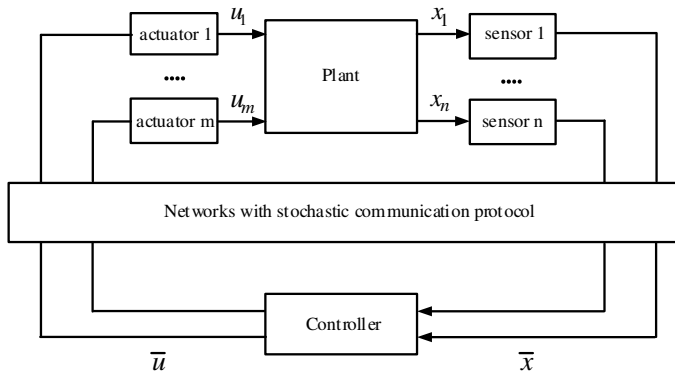 u1 x1
actuator 1 sensor 1
.... Plant ....
um xn
actuator m sensor n
Networks with stochastic communication protocol
Controller
u̅ x̅